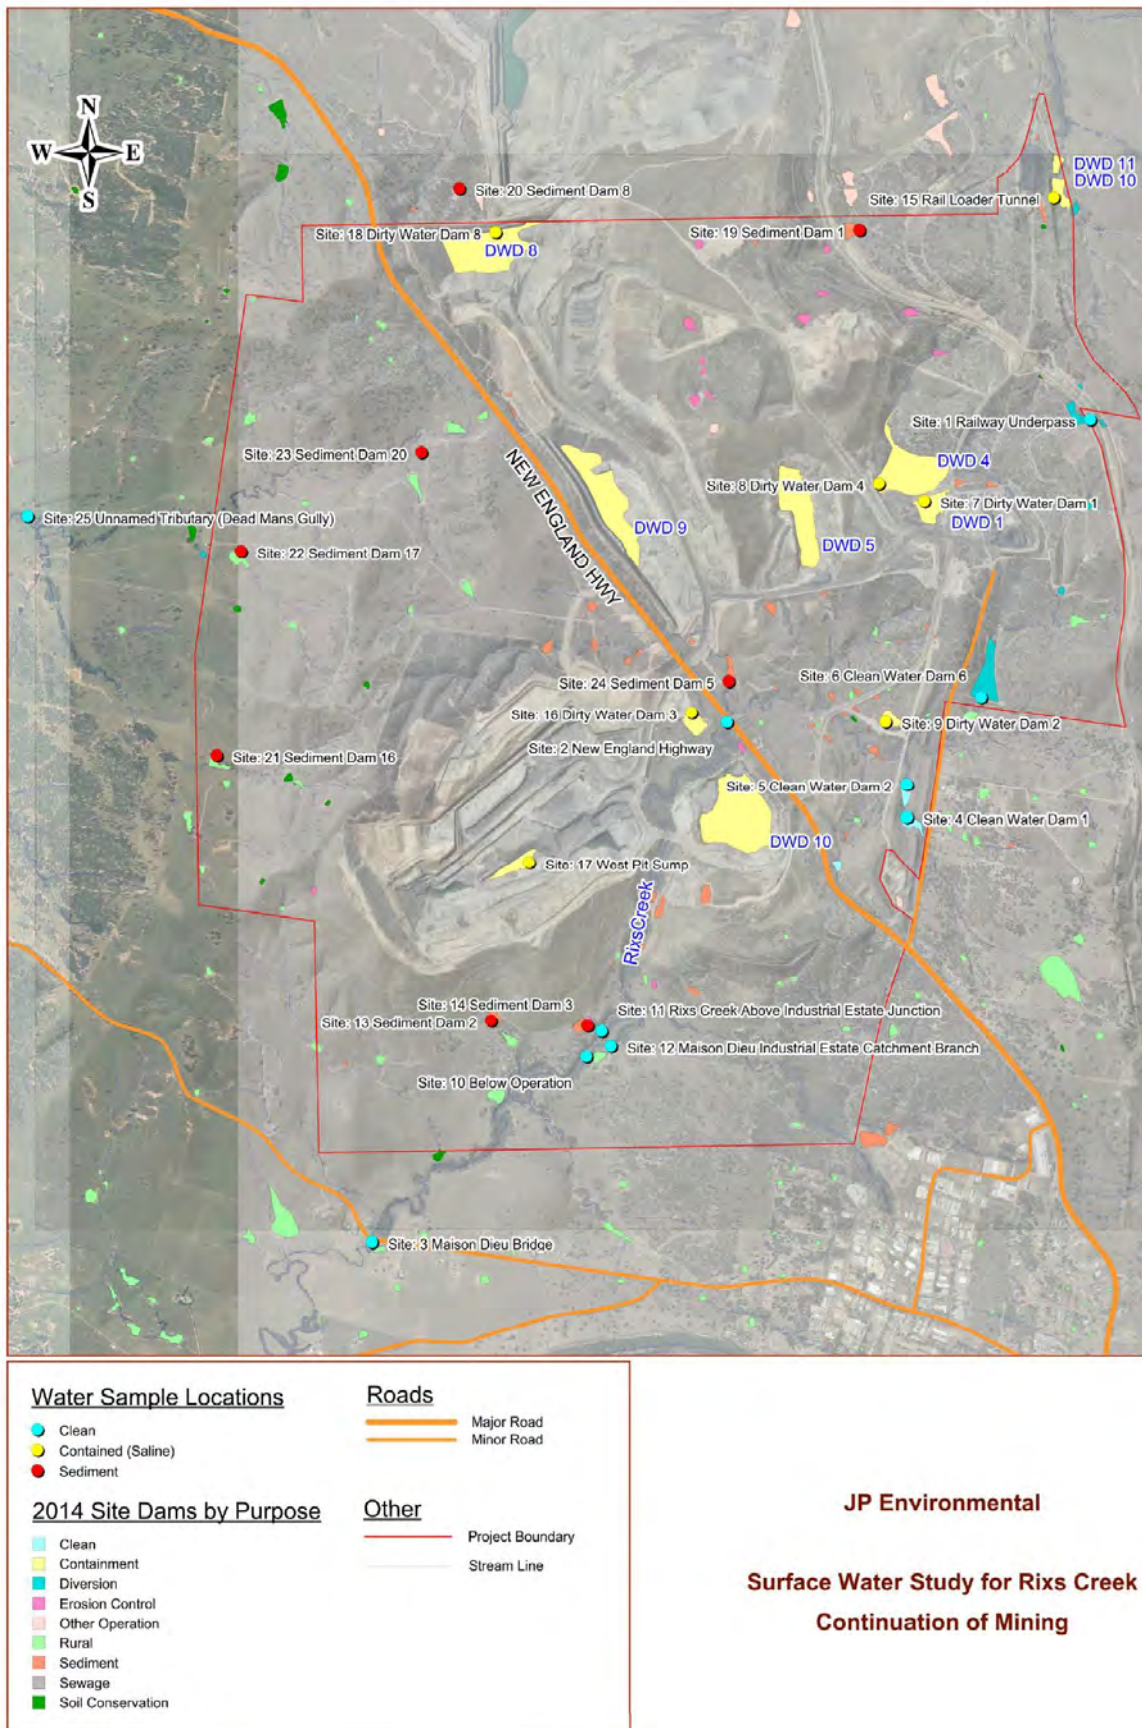 N
W E
S
DWD 11
DWD 10
Site: 20 Sediment Dam 8
Site: 15 Rail Loader Tunnel
Site: 18 Dirty Water Dam 8
Site: 19 Sediment Dam 1
DWD 8
Site: 1 Railway Underpass
Site: 23 Sediment Dam 20
NEW ENGLAND HWY
DWD 4
Site: 8 Dirty Water Dam 4
Site: 7 Dirty Water Dam 1
DWD 9
DWD 1
Site: 25 Unnamed Tributary (Dead Mans Gully)
DWD 5
Site: 22 Sediment Dam 17
Site: 6 Clean Water Dam 6
Site: 24 Sediment Dam 5
Site: 16 Dirty Water Dam 3
Site: 9 Dirty Water Dam 2
Site: 2 New England Highway
Site: 21 Sediment Dam 16
Site: 5 Clean Water Dam 2
Site: 4 Clean Water Dam 1
DWD 10
Site: 17 West Pit Sump
RixsCreek
Site: 14 Sediment Dam 3
Site: 11 Rixs Creek Above Industrial Estate Junction
Site: 13 Sediment Dam 2
Site: 12 Maison Dieu Industrial Estate Catchment Branch
Site: 10 Below Operation
Site: 3 Maison Dieu Bridge
Water Sample Locations
Clean
Contained (Saline)
Sediment
2014 Site Dams by Purpose
Clean
Containment
Diversion
Erosion Control
Other Operation
Rural
Sediment
Sewage
Soil Conservation
Roads
Major Road
Minor Road
Other
Project Boundary
Stream Line
JP Environmental
Surface Water Study for Rixs Creek
Continuation of Mining